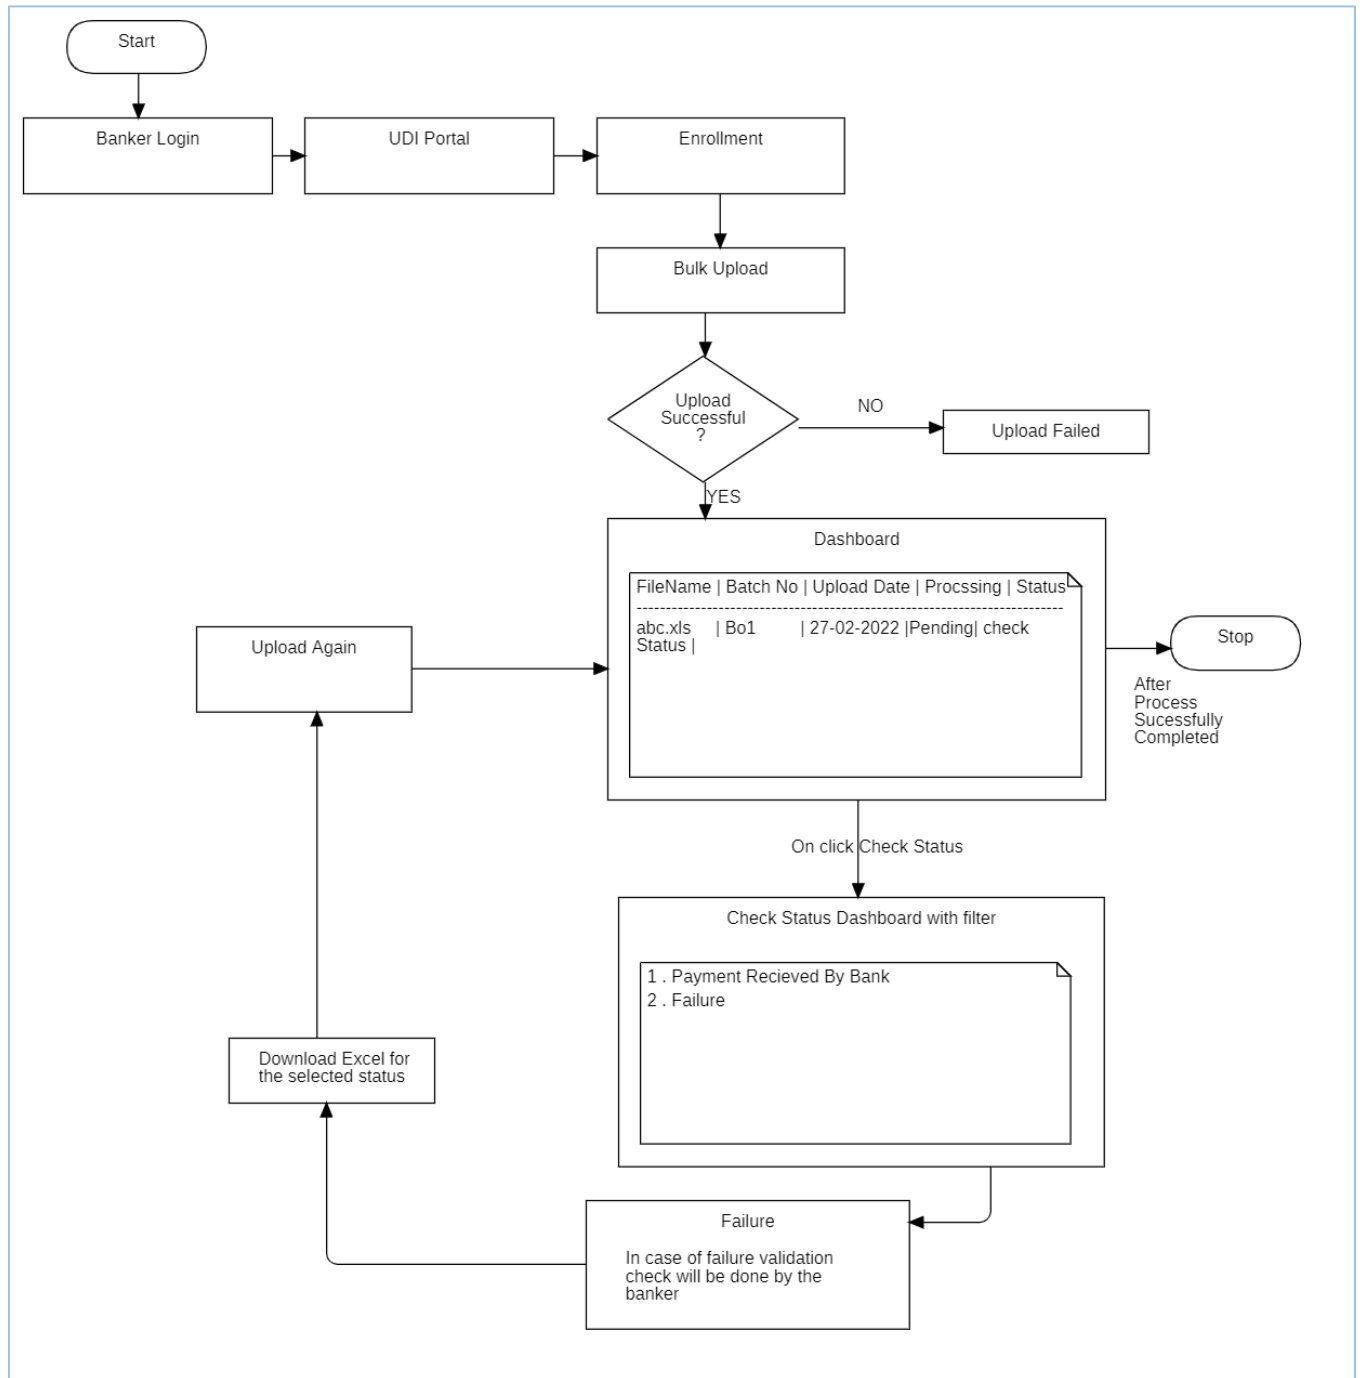 Start
Banker Login
UDI Portal
Enrollment
Bulk Upload
Upload
Successful
?
NO
Upload Failed
YES
Dashboard
FileName | Batch No | Upload Date | Procssing | Status
------------------------------------------------------------------------
abc.xls | Bo1 | 27-02-2022 |Pending| check
Status |
Upload Again
Stop
After
Process
Sucessfully
Completed
On click Check Status
Check Status Dashboard with filter
1 . Payment Recieved By Bank
2 . Failure
Download Excel for
the selected status
Failure
In case of failure validation
check will be done by the
banker